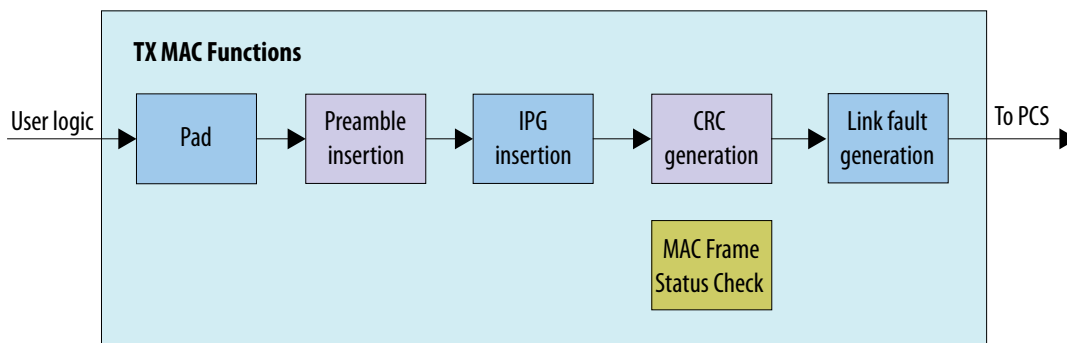 TX MAC Functions
User logic
Pad
Preamble
insertion
IPG
insertion
CRC
generation
Link fault
generation
To PCS
MAC Frame
Status Check